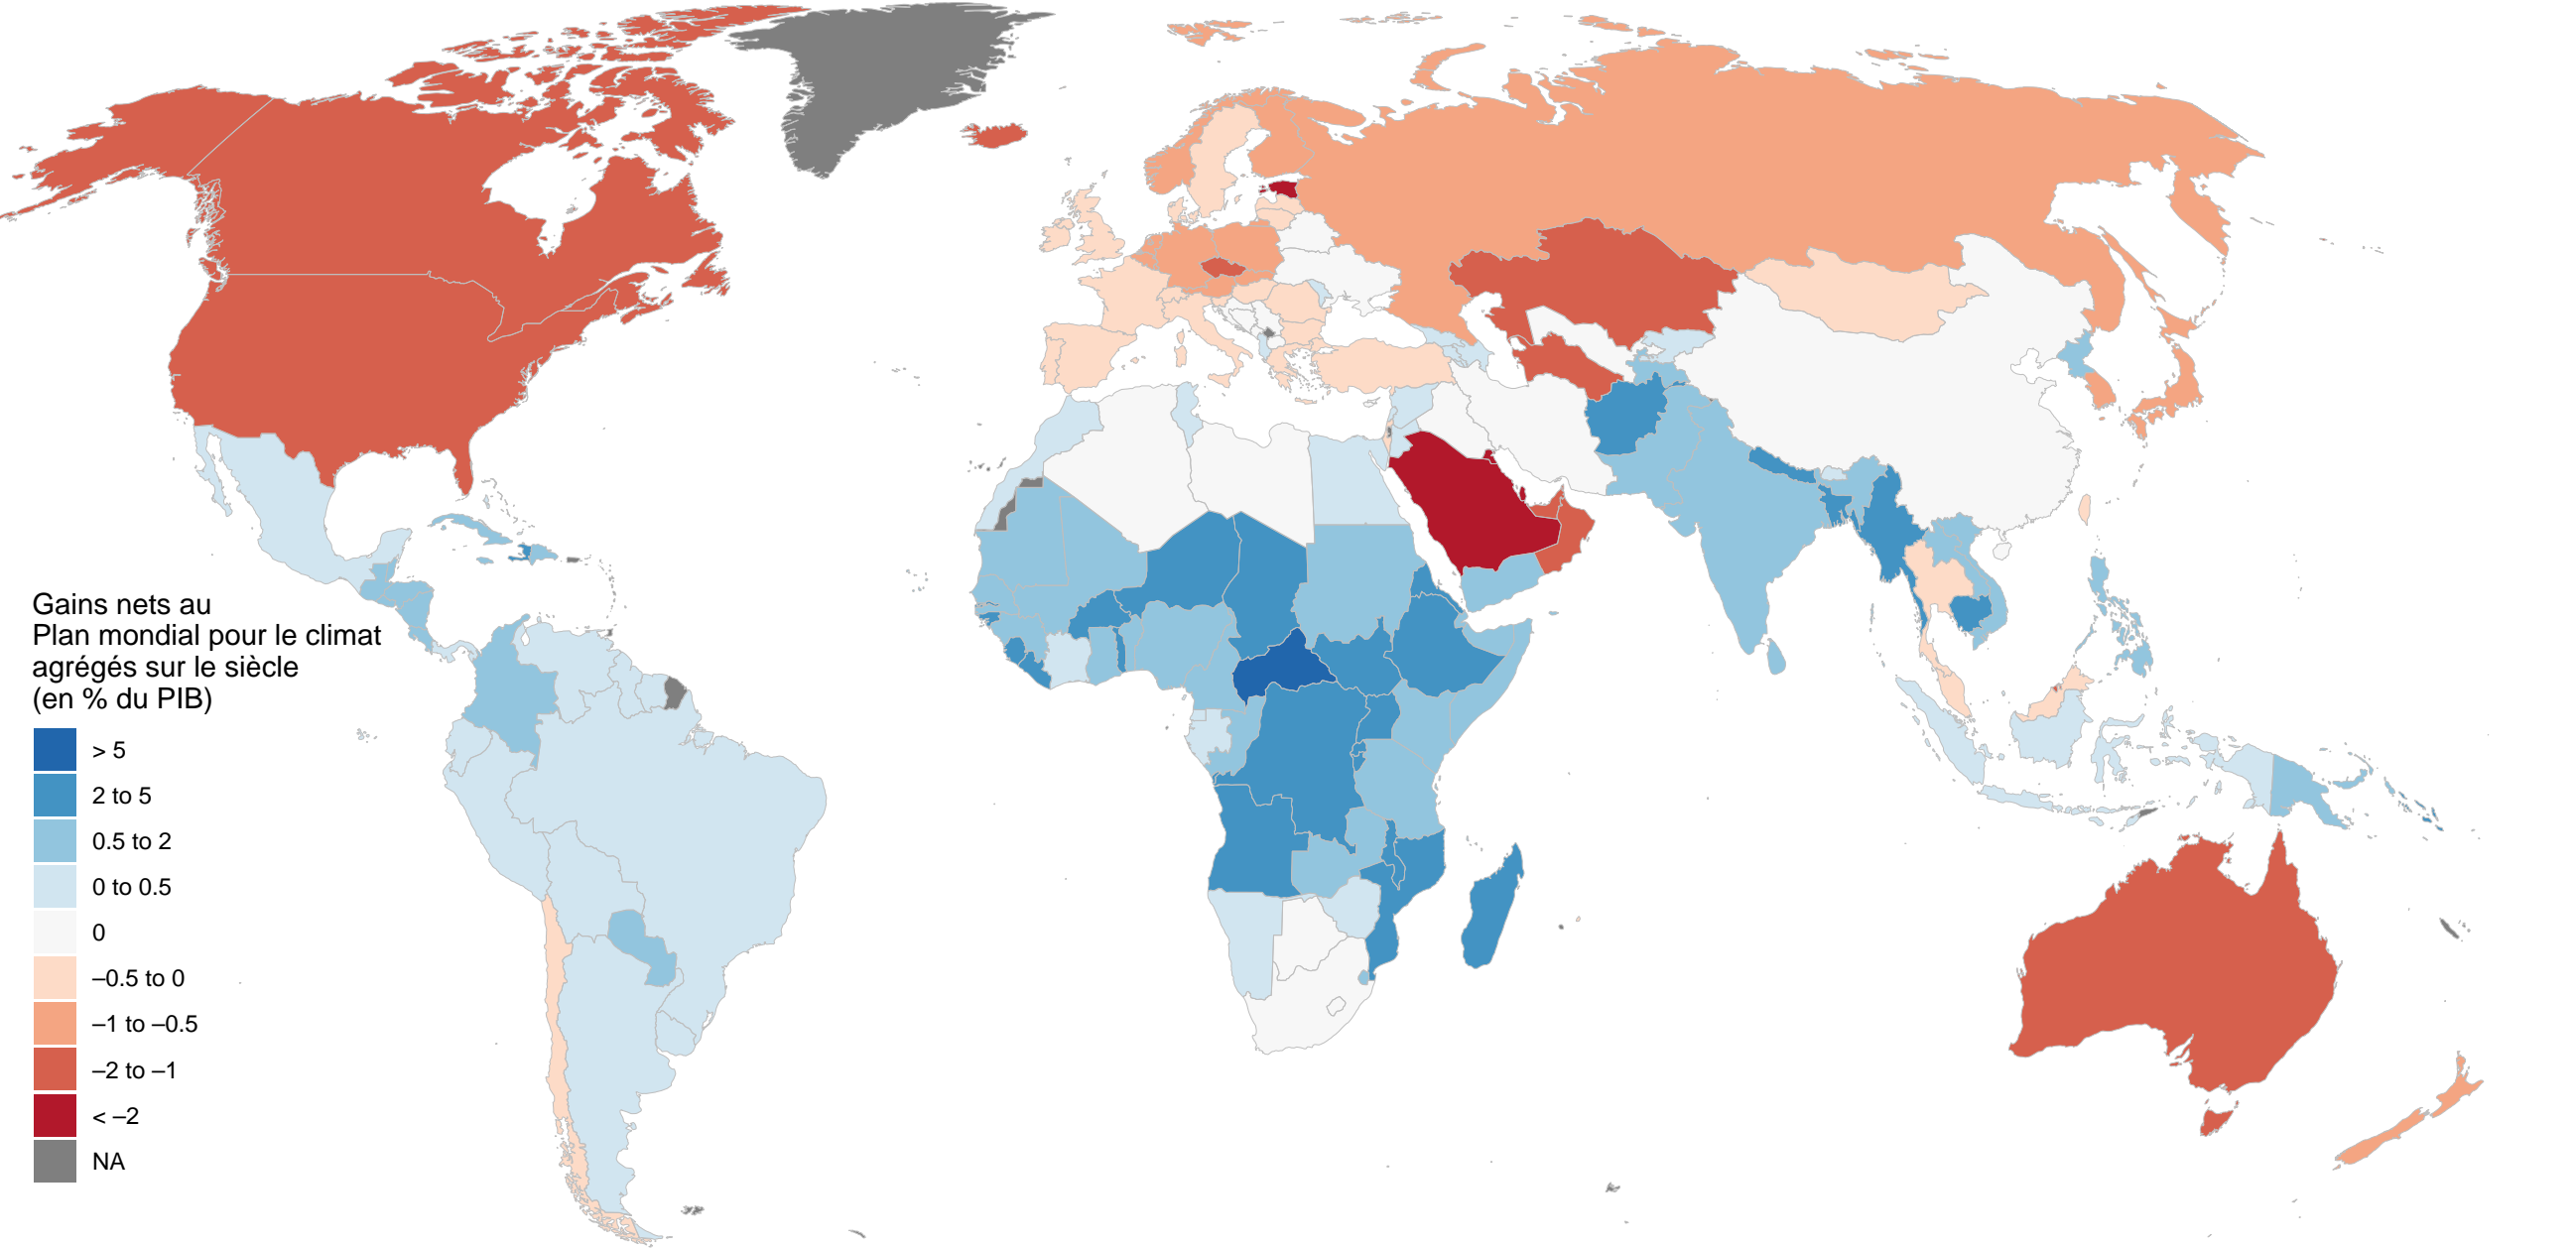 Gains nets au
Plan mondial pour le climat
agrégés sur le siècle
(en % du PIB)
> 5
2 to 5
0.5 to 2
0 to 0.5
0
–0.5 to 0
–1 to –0.5
–2 to –1
< –2
NA